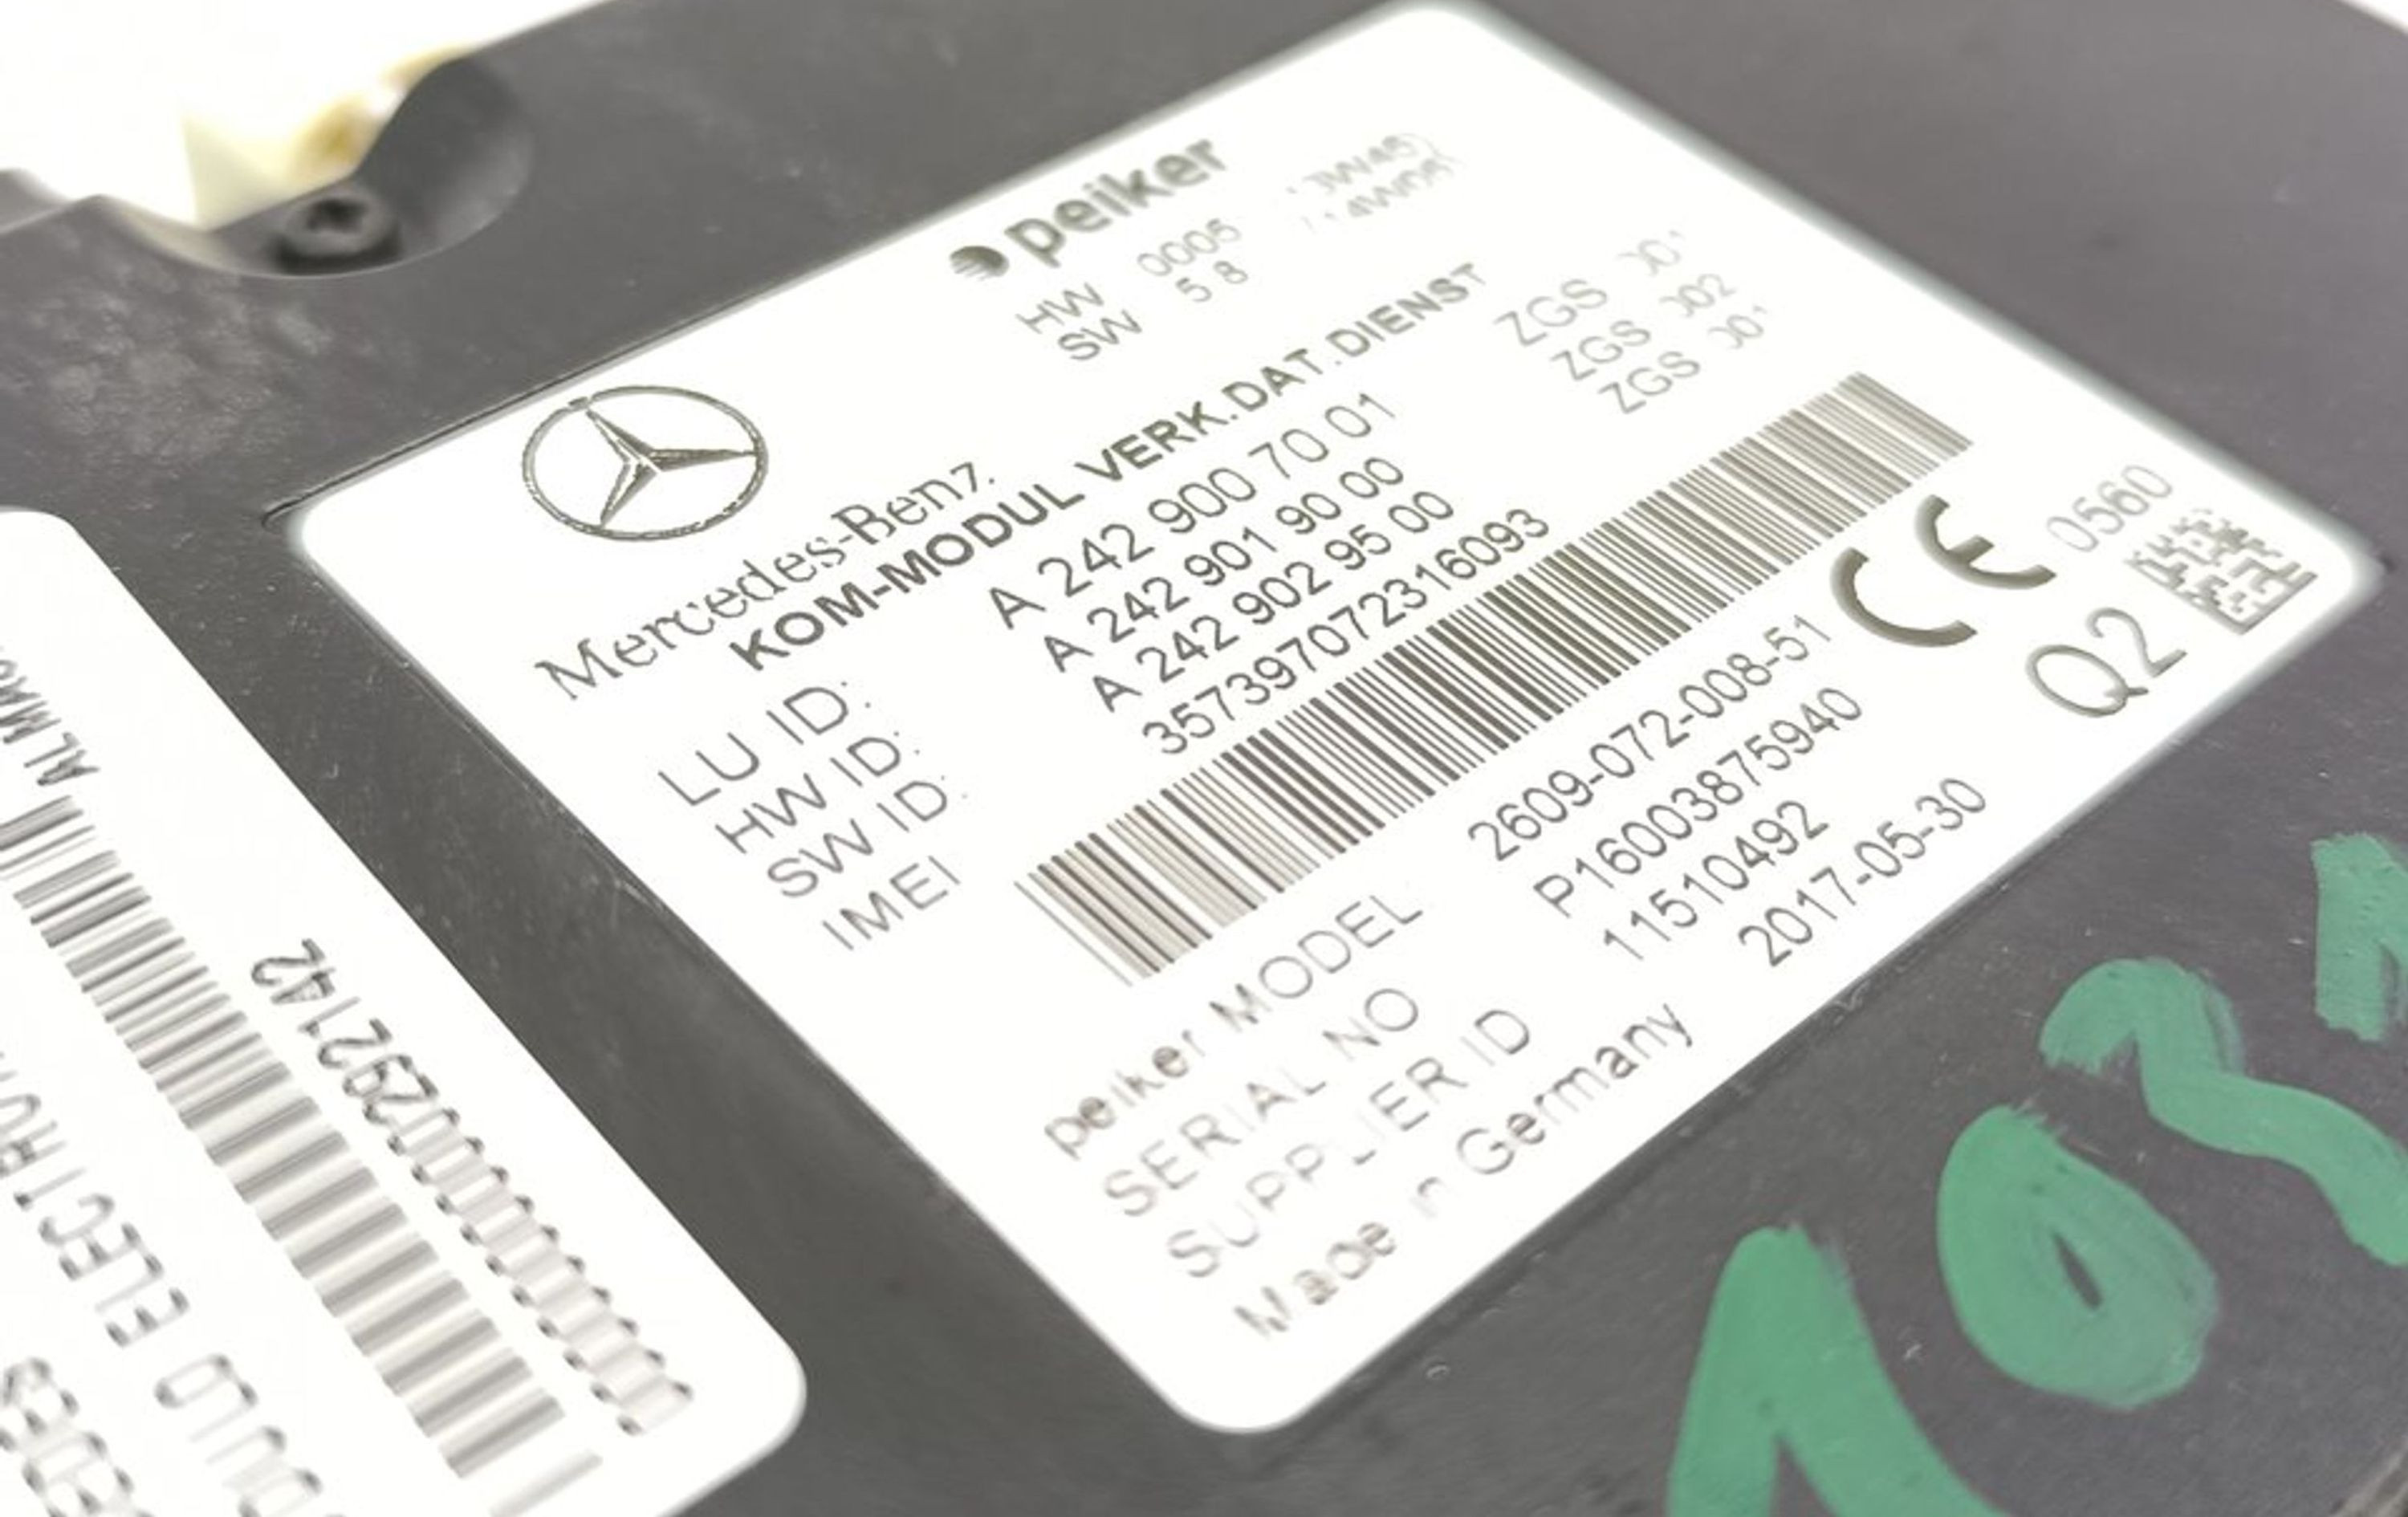 peiker
HW 0005
SW 58
Mercedes-Benz
KOM-MODUL VERK.DAT.DIENST
LU ID: A 242 900 70 01 ZGS 001
HW ID: A 242 901 90 00 ZGS 002
SW ID: A 242 902 95 00 ZGS 001
IMEI 357397072316093
CE 0560
peiker MODEL 2609-072-008-51
SERIAL NO P16003875940
SUPPLIER ID 11510492
Made in Germany 2017-05-30
Q2